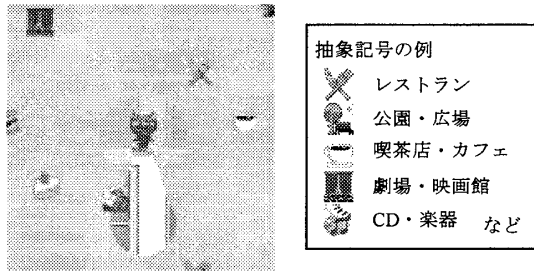 抽象記号の例
レストラン
公園・広場
喫茶店・カフェ
劇場・映画館
CD・楽器 など